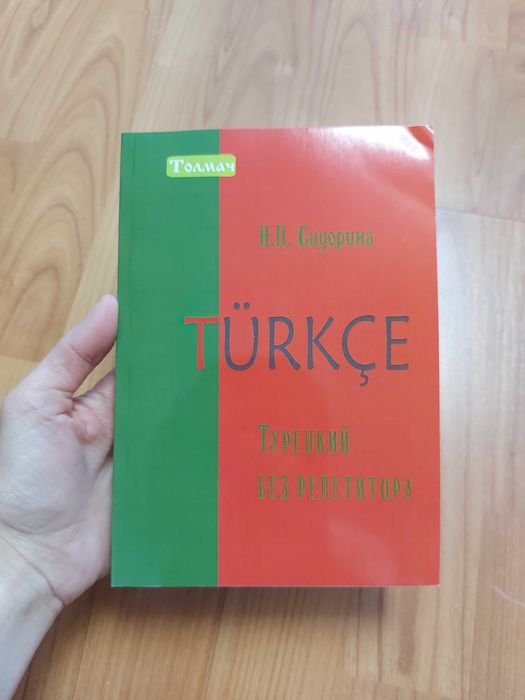 Толмач
Н.П. Сидорина
TÜRKÇE
Турецкий
без репетитора